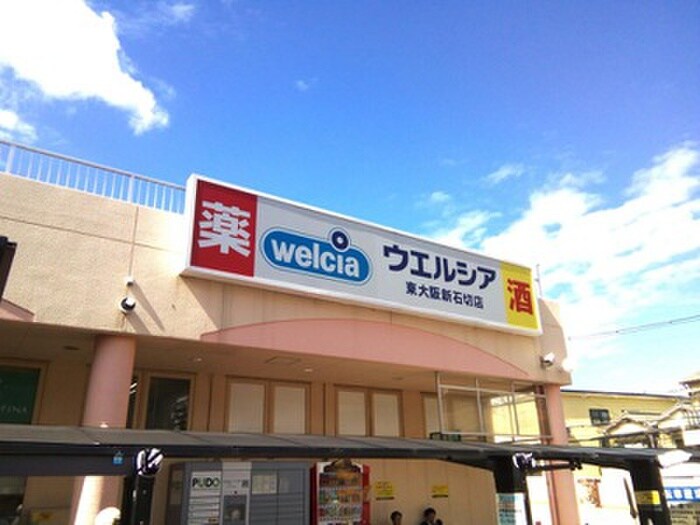 薬
welcia
ウエルシア
東大阪新石切店
酒
PUDO